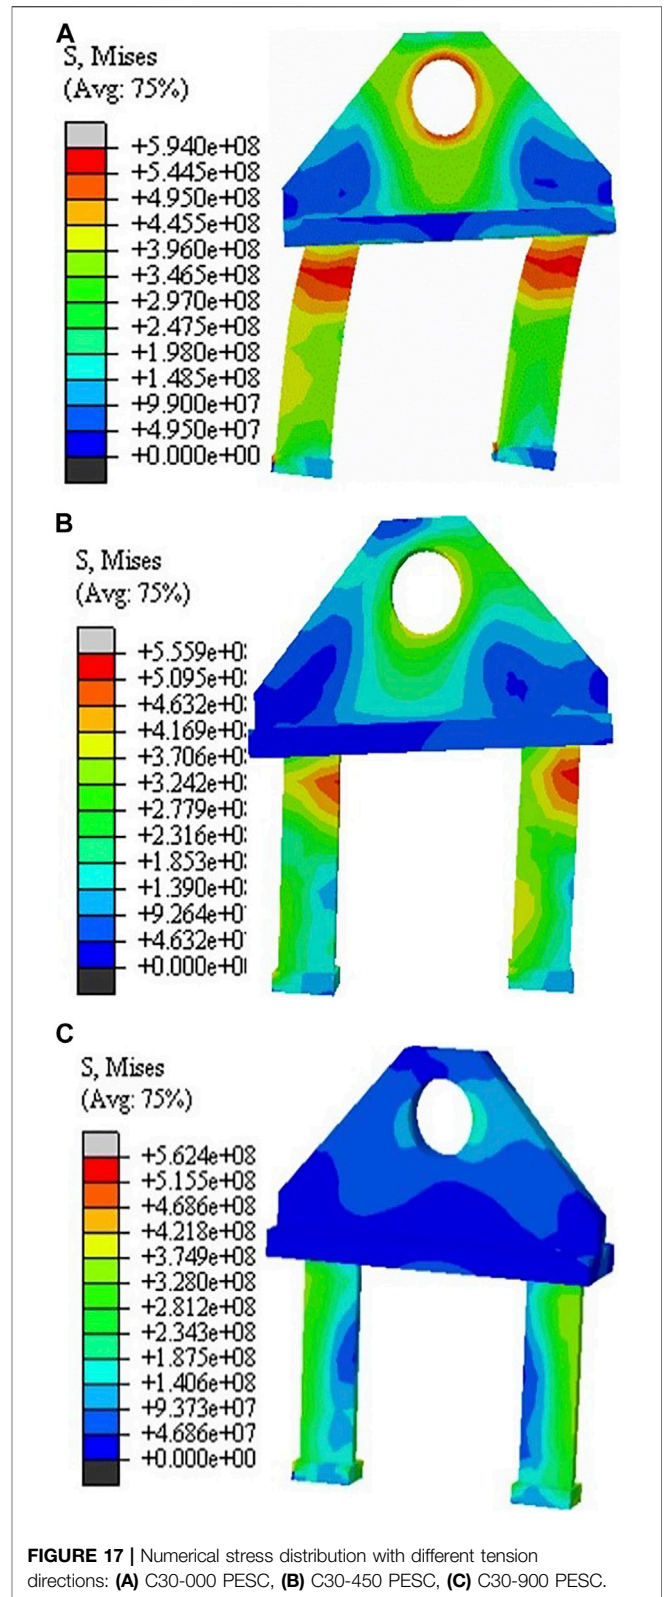 A
S, Mises
(Avg: 75%)
+5.940e+08
+5.445e+08
+4.950e+08
+4.455e+08
+3.960e+08
+3.465e+08
+2.970e+08
+2.475e+08
+1.980e+08
+1.485e+08
+9.900e+07
+4.950e+07
+0.000e+00
B
S, Mises
(Avg: 75%)
+5.559e+0
+5.095e+0
+4.632e+0
+4.169e+0
+3.706e+0
+3.242e+0
+2.779e+0
+2.316e+0
+1.853e+0
+1.390e+0
+9.264e+0
+4.632e+0
+0.000e+0
C
S, Mises
(Avg: 75%)
+5.624e+08
+5.155e+08
+4.686e+08
+4.218e+08
+3.749e+08
+3.280e+08
+2.812e+08
+2.343e+08
+1.875e+08
+1.406e+08
+9.373e+07
+4.686e+07
+0.000e+00
FIGURE 17 | Numerical stress distribution with different tension
directions: (A) C30-000 PESC, (B) C30-450 PESC, (C) C30-900 PESC.